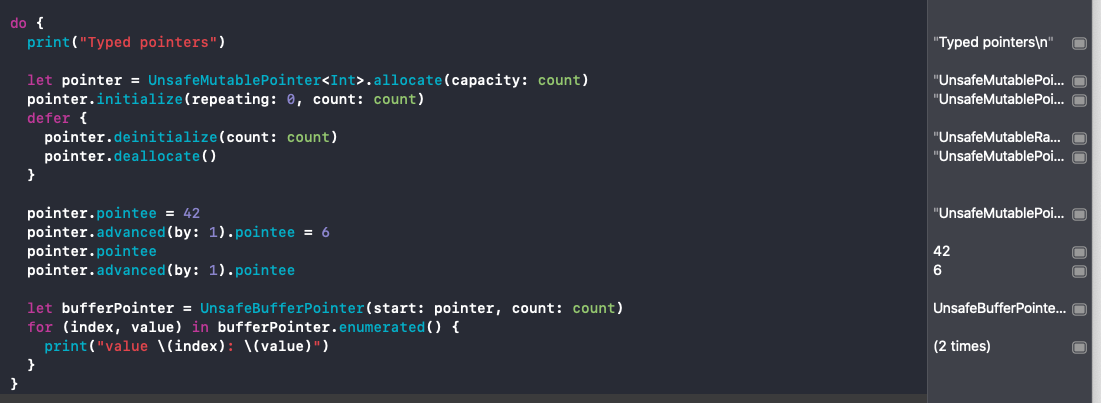 do {
  print("Typed pointers") "Typed pointers\n"
  let pointer = UnsafeMutablePointer<Int>.allocate(capacity: count) "UnsafeMutablePoi...
  pointer.initialize(repeating: 0, count: count) "UnsafeMutablePoi...
  defer {
    pointer.deinitialize(count: count) "UnsafeMutableRa...
    pointer.deallocate() "UnsafeMutablePoi...
  }
  pointer.pointee = 42 "UnsafeMutablePoi...
  pointer.advanced(by: 1).pointee = 6
  pointer.pointee 42
  pointer.advanced(by: 1).pointee 6
  let bufferPointer = UnsafeBufferPointer(start: pointer, count: count) UnsafeBufferPointe...
  for (index, value) in bufferPointer.enumerated() {
    print("value \(index): \(value)") (2 times)
  }
}